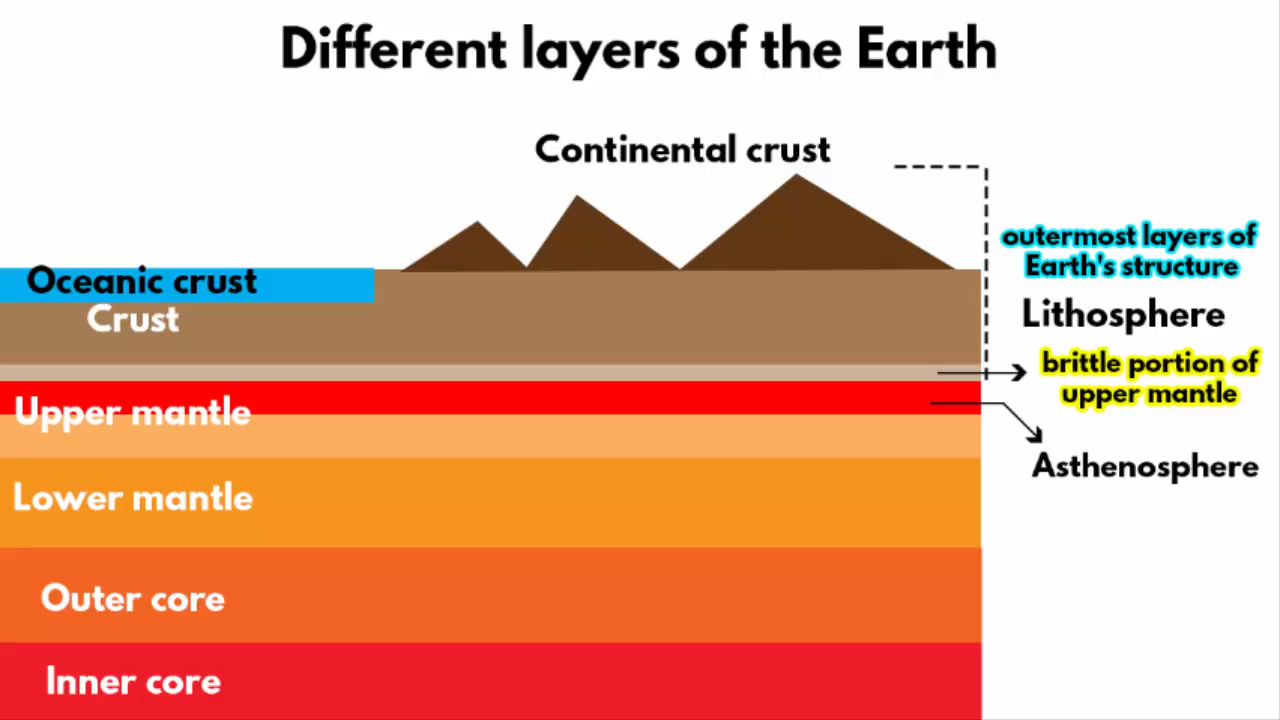 Different layers of the Earth
Continental crust
outermost layers of
Earth's structure
Oceanic crust
Crust
Lithosphere
brittle portion of
upper mantle
Upper mantle
Asthenosphere
Lower mantle
Outer core
Inner core